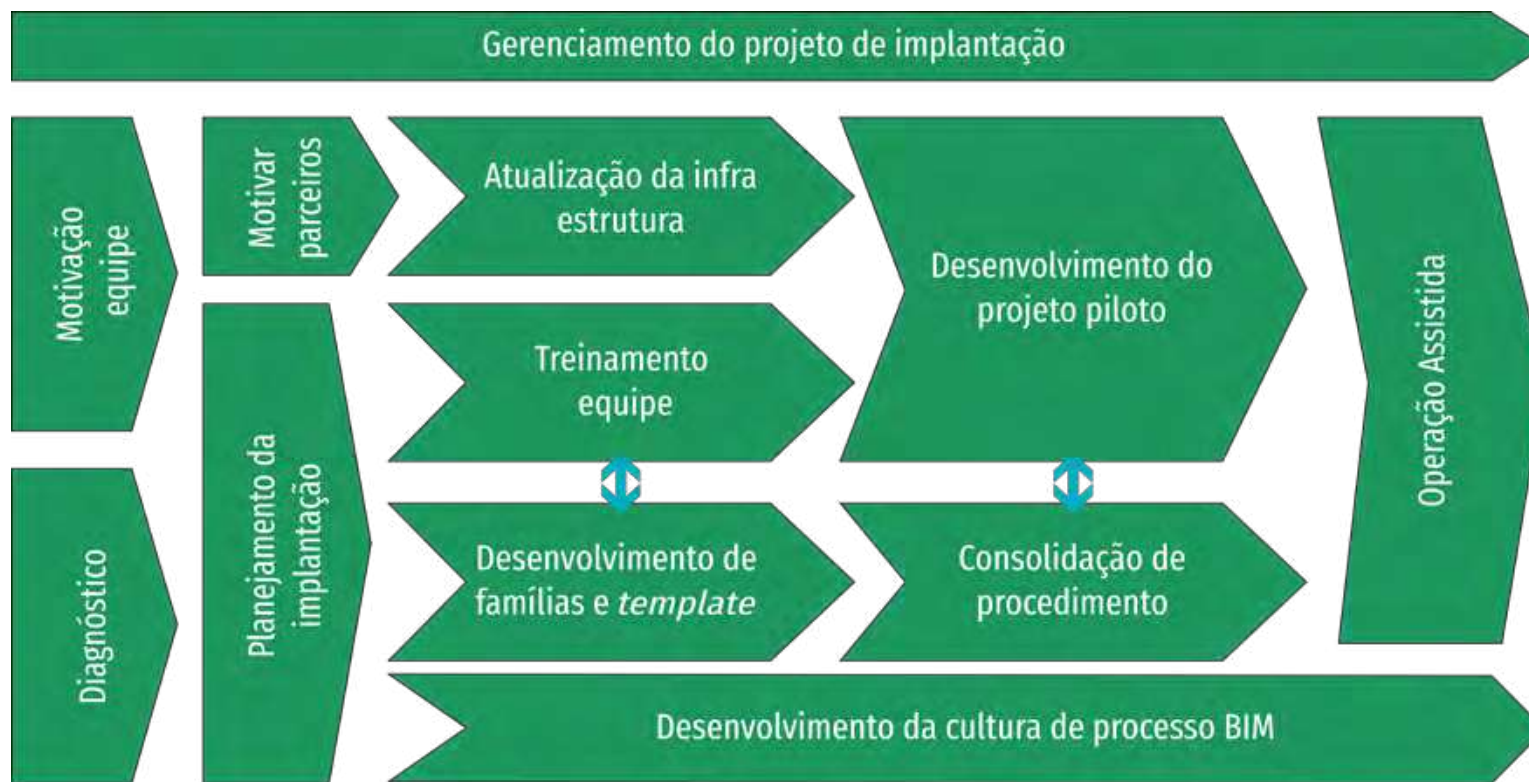 Gerenciamento do projeto de implantação
Motivação
equipe
Diagnóstico
Motivar
parceiros
Planejamento da
implantação
Atualização da infra
estrutura
Treinamento
equipe
Desenvolvimento de
famílias e template
Desenvolvimento do
projeto piloto
Consolidação de
procedimento
Operação Assistida
Desenvolvimento da cultura de processo BIM